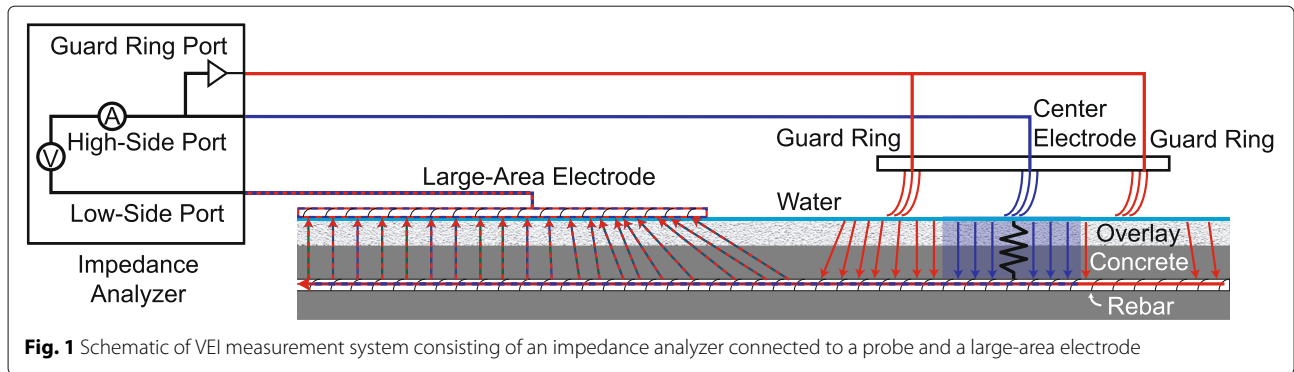 Guard Ring Port
A
High-Side Port
V
Low-Side Port
Impedance
Analyzer
Large-Area Electrode
Guard Ring
Center
Electrode
Guard Ring
Water
Overlay
Concrete
Rebar
Fig. 1 Schematic of VEI measurement system consisting of an impedance analyzer connected to a probe and a large-area electrode